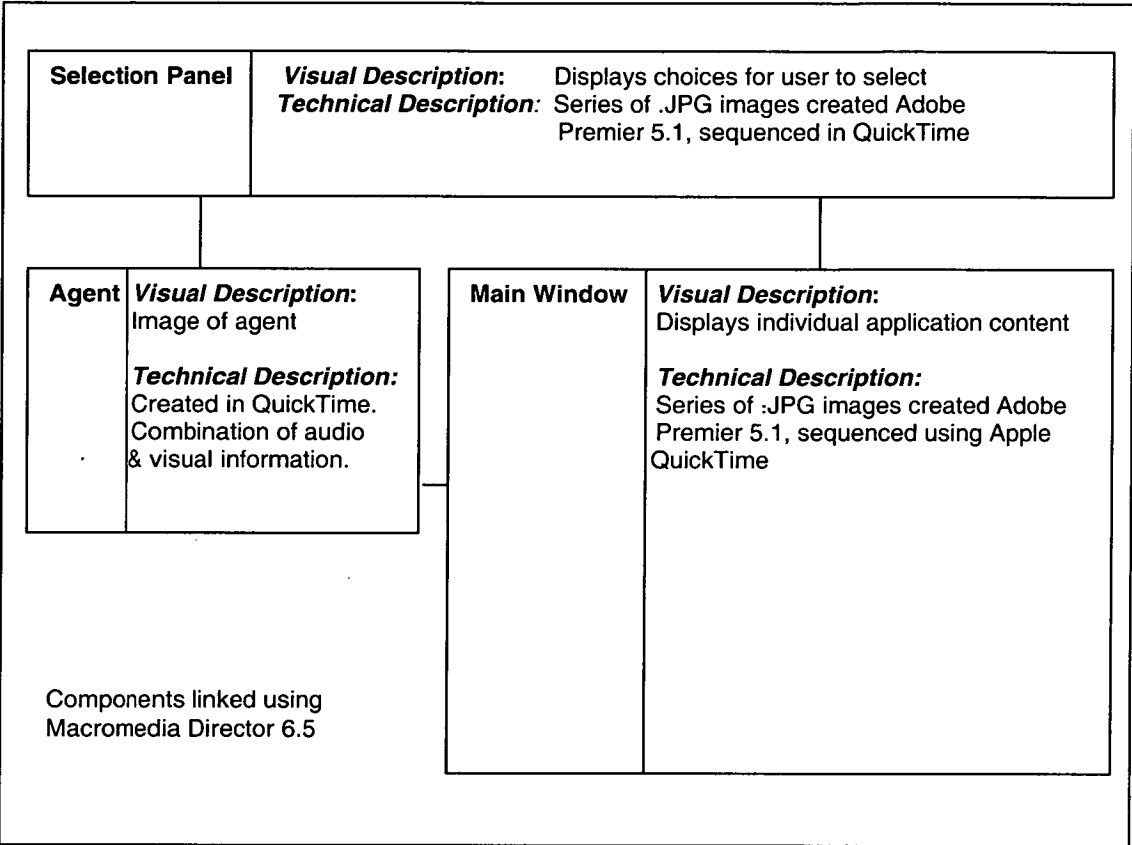 Selection Panel
Visual Description: Displays choices for user to select
Technical Description: Series of .JPG images created Adobe
Premier 5.1, sequenced in QuickTime
Agent
Visual Description:
Image of agent
Technical Description:
Created in QuickTime.
Combination of audio
& visual information.
Main Window
Visual Description:
Displays individual application content
Technical Description:
Series of :JPG images created Adobe
Premier 5.1, sequenced using Apple
QuickTime
Components linked using
Macromedia Director 6.5